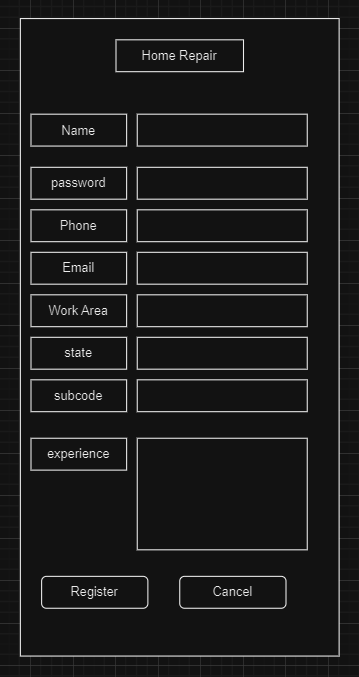 Home Repair
Name
password
Phone
Email
Work Area
state
subcode
experience
Register
Cancel